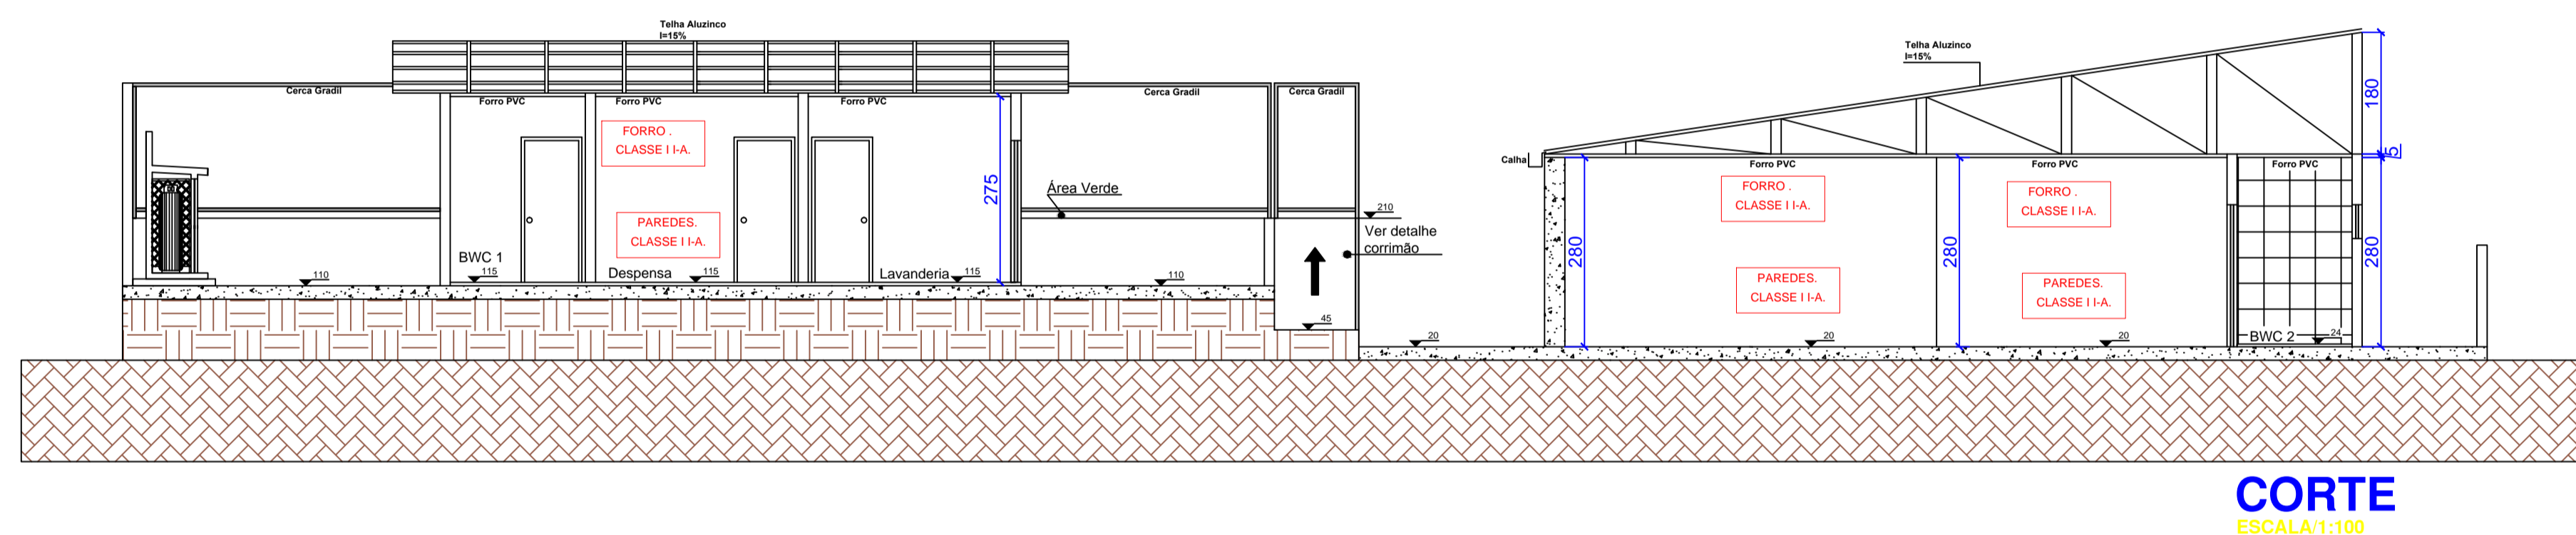 Telha Aluzinco
I=15%
Cerca Gradil
Forro PVC
Forro PVC
Forro PVC
Cerca Gradil
Cerca Gradil
FORRO .
CLASSE I I-A.
PAREDES.
CLASSE I I-A.
275
Área Verde
210
Ver detalhe
corrimão
BWC 1
115
Despensa
115
Lavanderia
115
110
110
45
20
Telha Aluzinco
I=15%
Calha
Forro PVC
Forro PVC
Forro PVC
FORRO .
CLASSE I I-A.
FORRO .
CLASSE I I-A.
PAREDES.
CLASSE I I-A.
PAREDES.
CLASSE I I-A.
280
280
280
180
5
20
20
BWC 2
24
CORTE
ESCALA/1:100